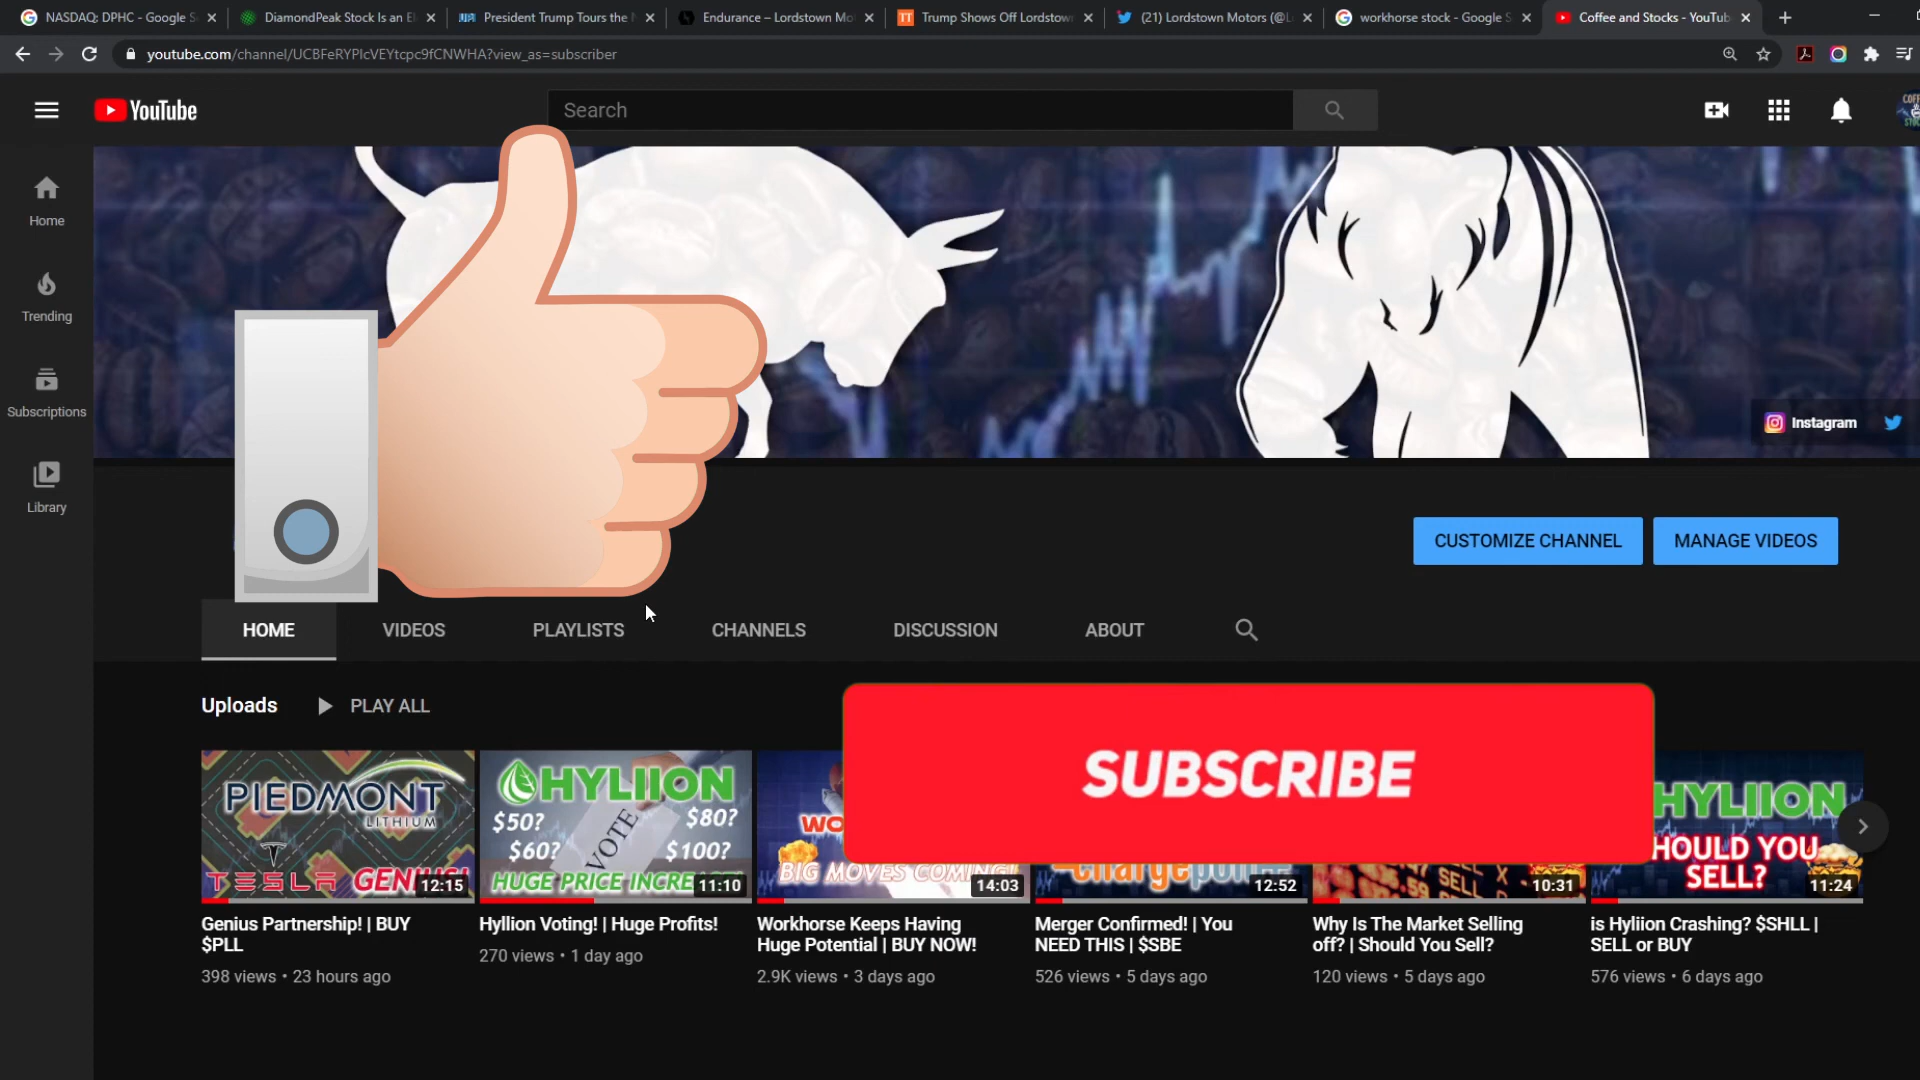 NASDAQ: DPHC - Google S
DiamondPeak Stock Is an El
President Trump Tours the
Endurance – Lordstown Mo
Trump Shows Off Lordstow
(21) Lordstown Motors (@L
workhorse stock - Google S
Coffee and Stocks - YouTub
youtube.com/channel/UCBFeRYPIcVEYtcpc9fCNWHA?view_as=subscriber
YouTube
Search
Home
Trending
Subscriptions
Library
Instagram
CUSTOMIZE CHANNEL
MANAGE VIDEOS
HOME
VIDEOS
PLAYLISTS
CHANNELS
DISCUSSION
ABOUT
Uploads
PLAY ALL
SUBSCRIBE
PIEDMONT
LITHIUM
TESLA
12:15
HYLIION
$50?
$80?
$60?
VOTE
$100?
HUGE PRICE INCRE
11:10
WO
BIG MOVES COMING!
14:03
chargepoin
12:52
SELL
10:31
HYLIION
HOULD YOU
SELL?
11:24
Genius Partnership! | BUY
$PLL
398 views • 23 hours ago
Hyllion Voting! | Huge Profits!
270 views • 1 day ago
Workhorse Keeps Having
Huge Potential | BUY NOW!
2.9K views • 3 days ago
Merger Confirmed! | You
NEED THIS | $SBE
526 views • 5 days ago
Why Is The Market Selling
off? | Should You Sell?
120 views • 5 days ago
is Hyliion Crashing? $SHLL |
SELL or BUY
576 views • 6 days ago